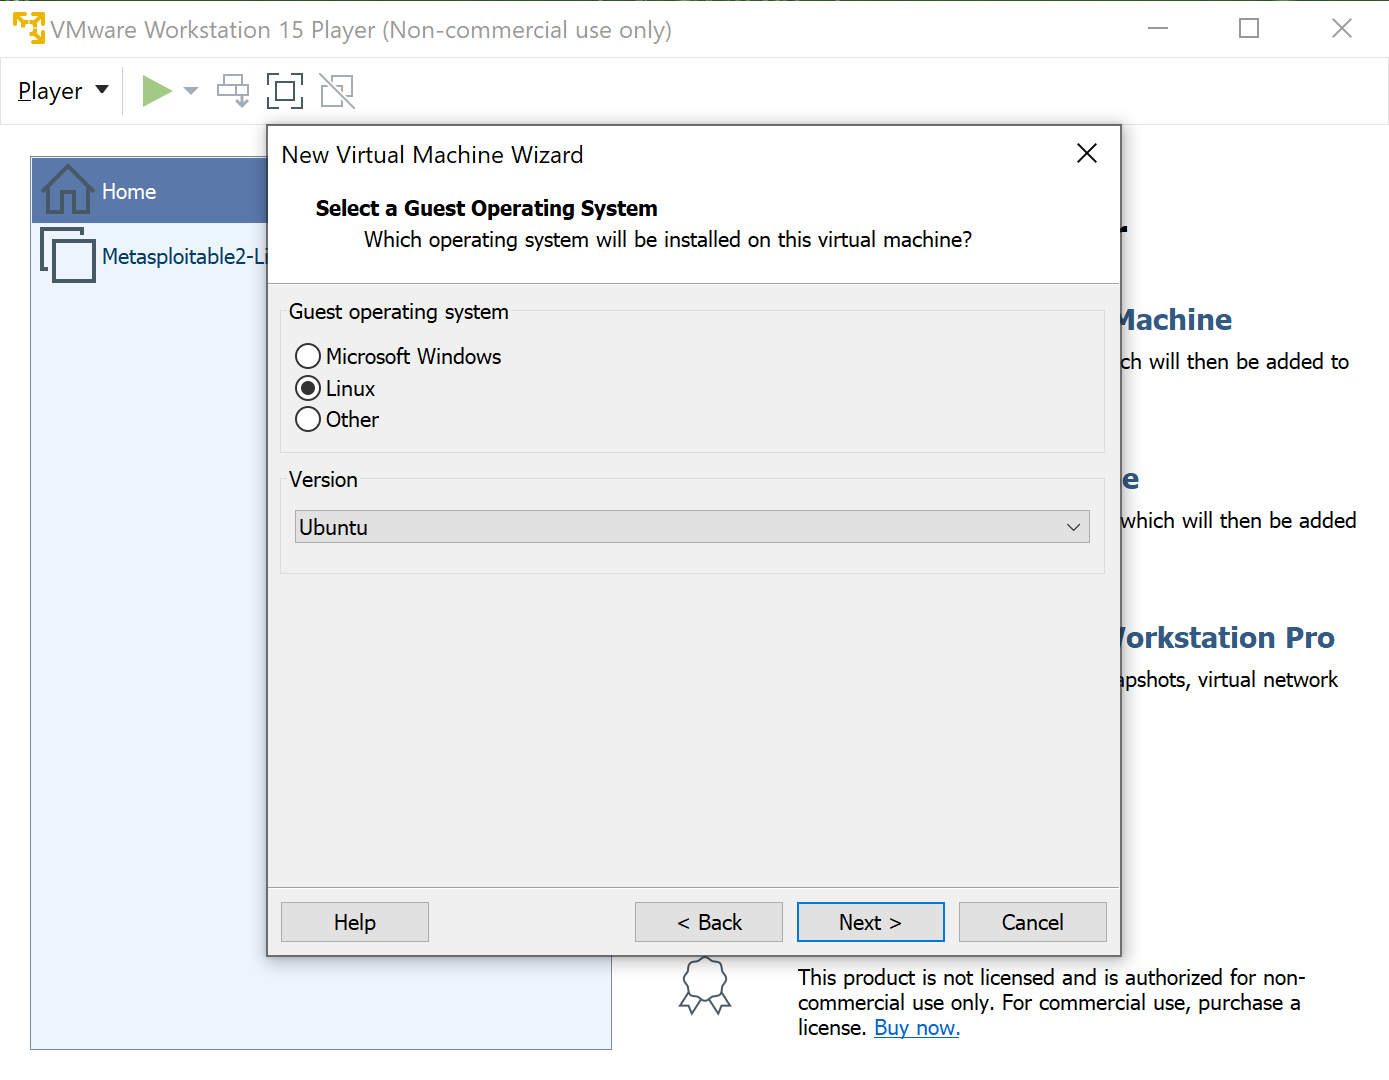 VMware Workstation 15 Player (Non-commercial use only)
Player
New Virtual Machine Wizard
Home
Metasploitable2-Li
Select a Guest Operating System
Which operating system will be installed on this virtual machine?
Guest operating system
Microsoft Windows
Linux
Other
Version
Ubuntu
Help
< Back
Next >
Cancel
Machine
ch will then be added to
e
which will then be added
Workstation Pro
apshots, virtual network
This product is not licensed and is authorized for non-
commercial use only. For commercial use, purchase a
license. Buy now.